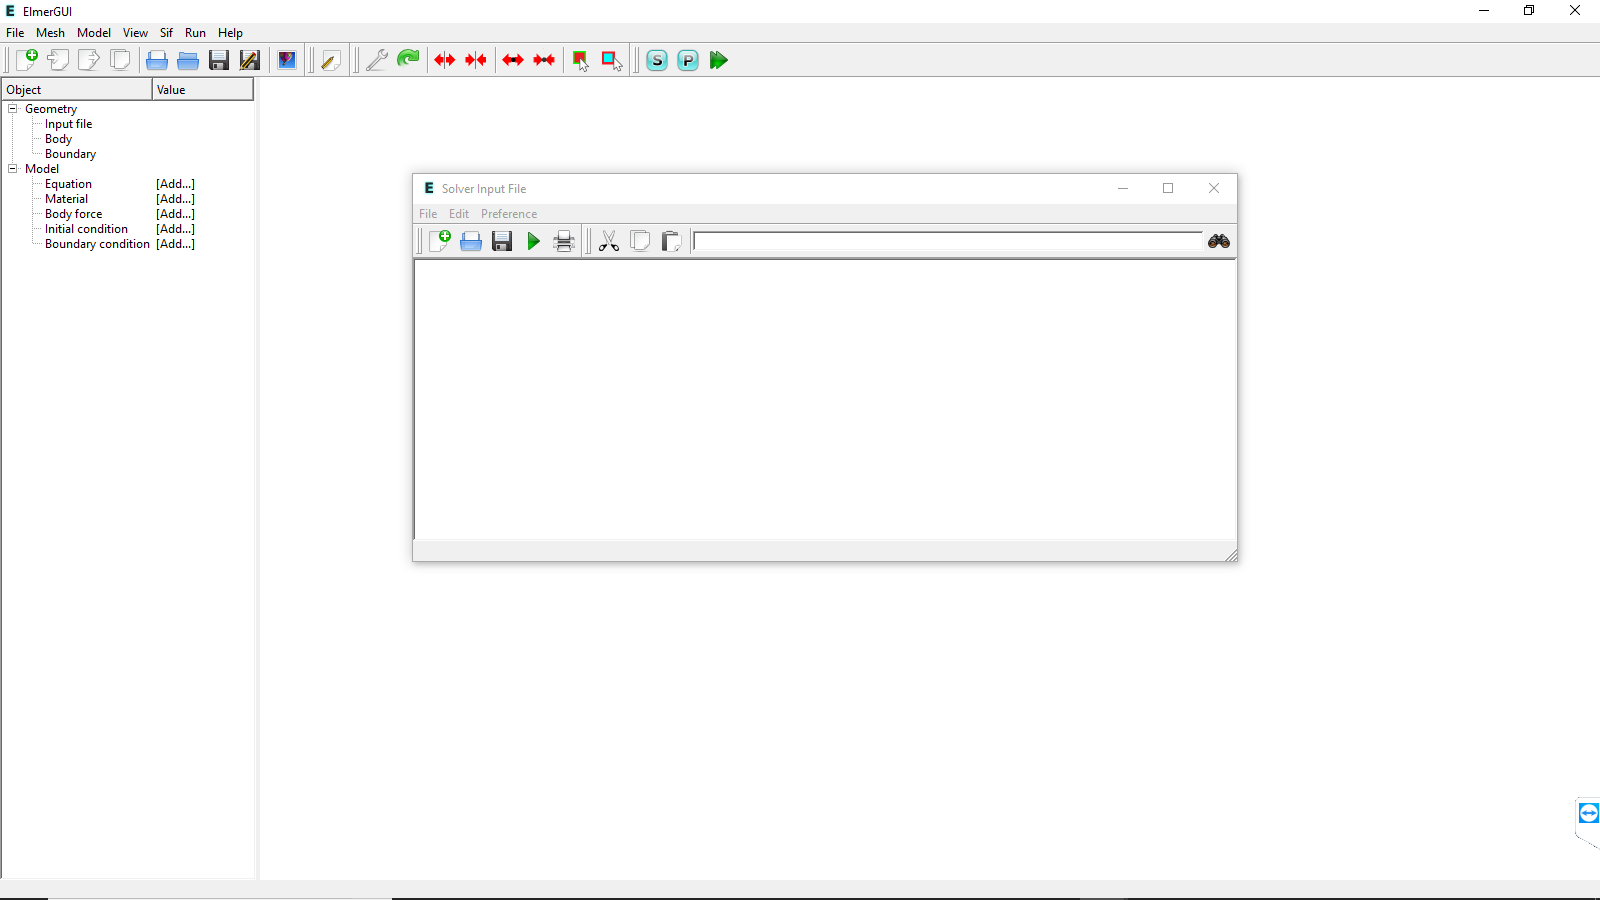 E ElmerGUI
File Mesh Model View Sif Run Help
S P
Object Value
Geometry
Input file
Body
Boundary
Model
Equation [Add...]
Material [Add...]
Body force [Add...]
Initial condition [Add...]
Boundary condition [Add...]
E Solver Input File
File Edit Preference